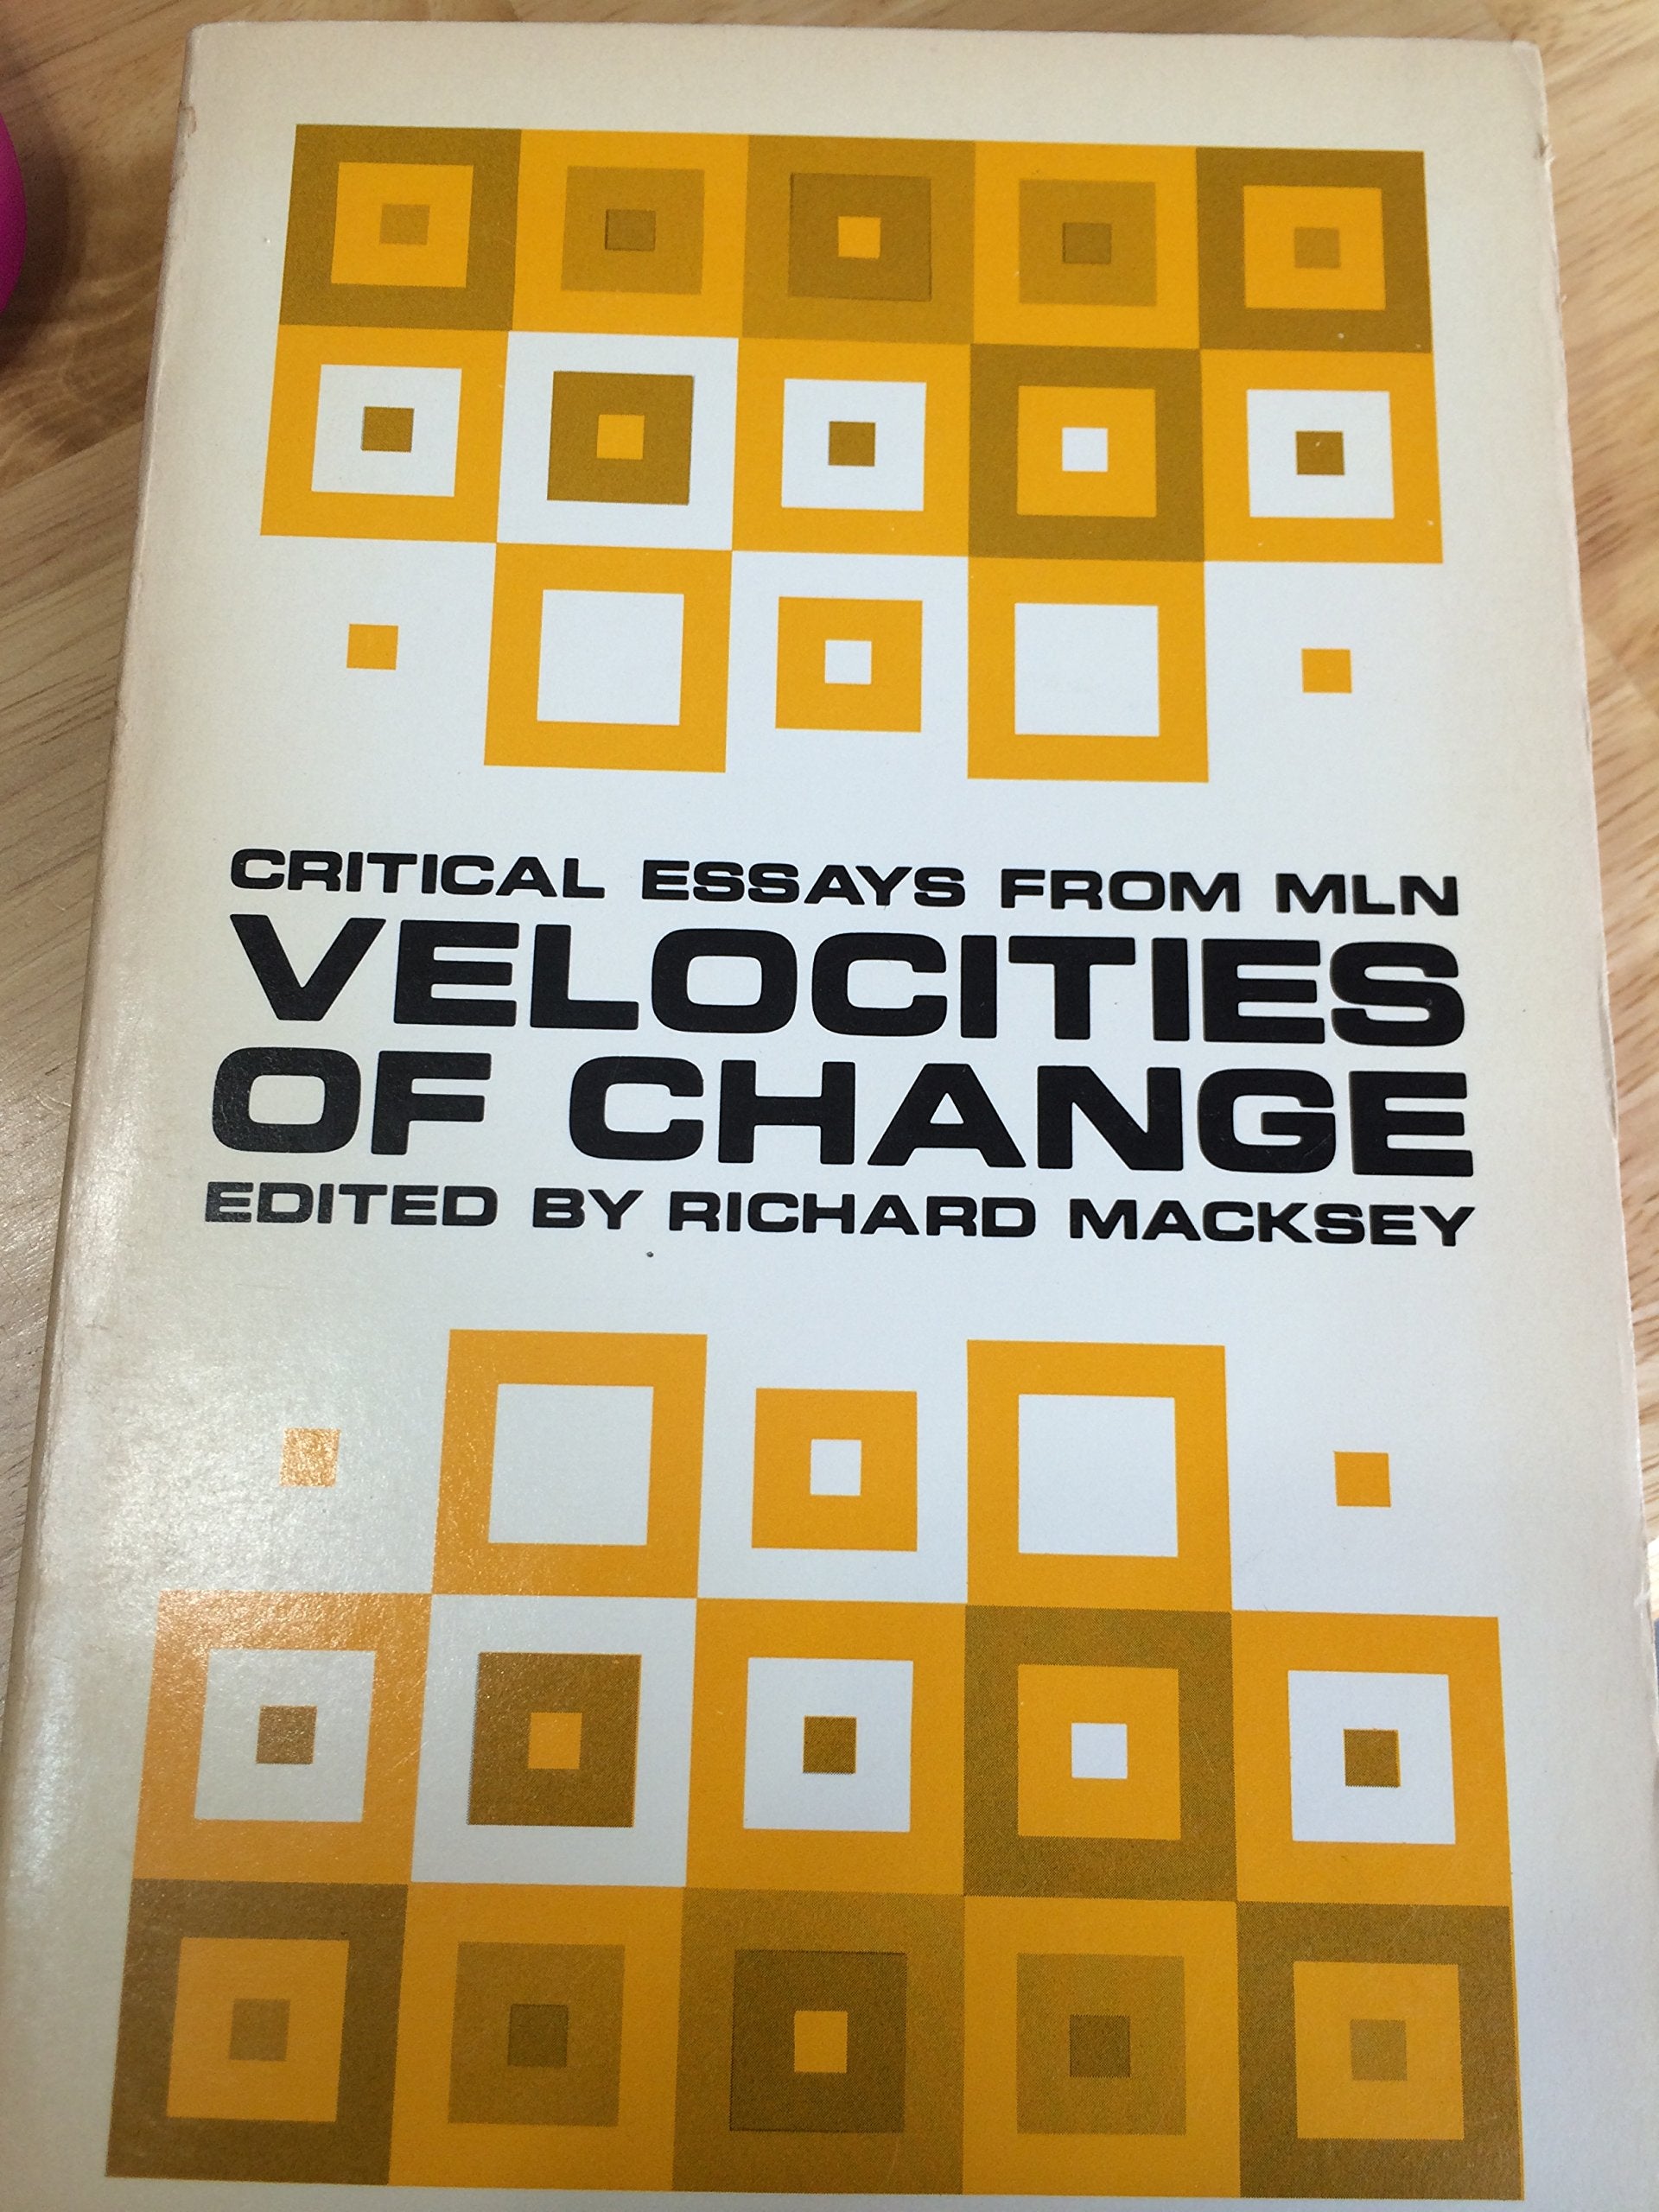 CRITICAL ESSAYS FROM MLN
VELOCITIES
OF CHANGE
EDITED BY RICHARD MACKSEY